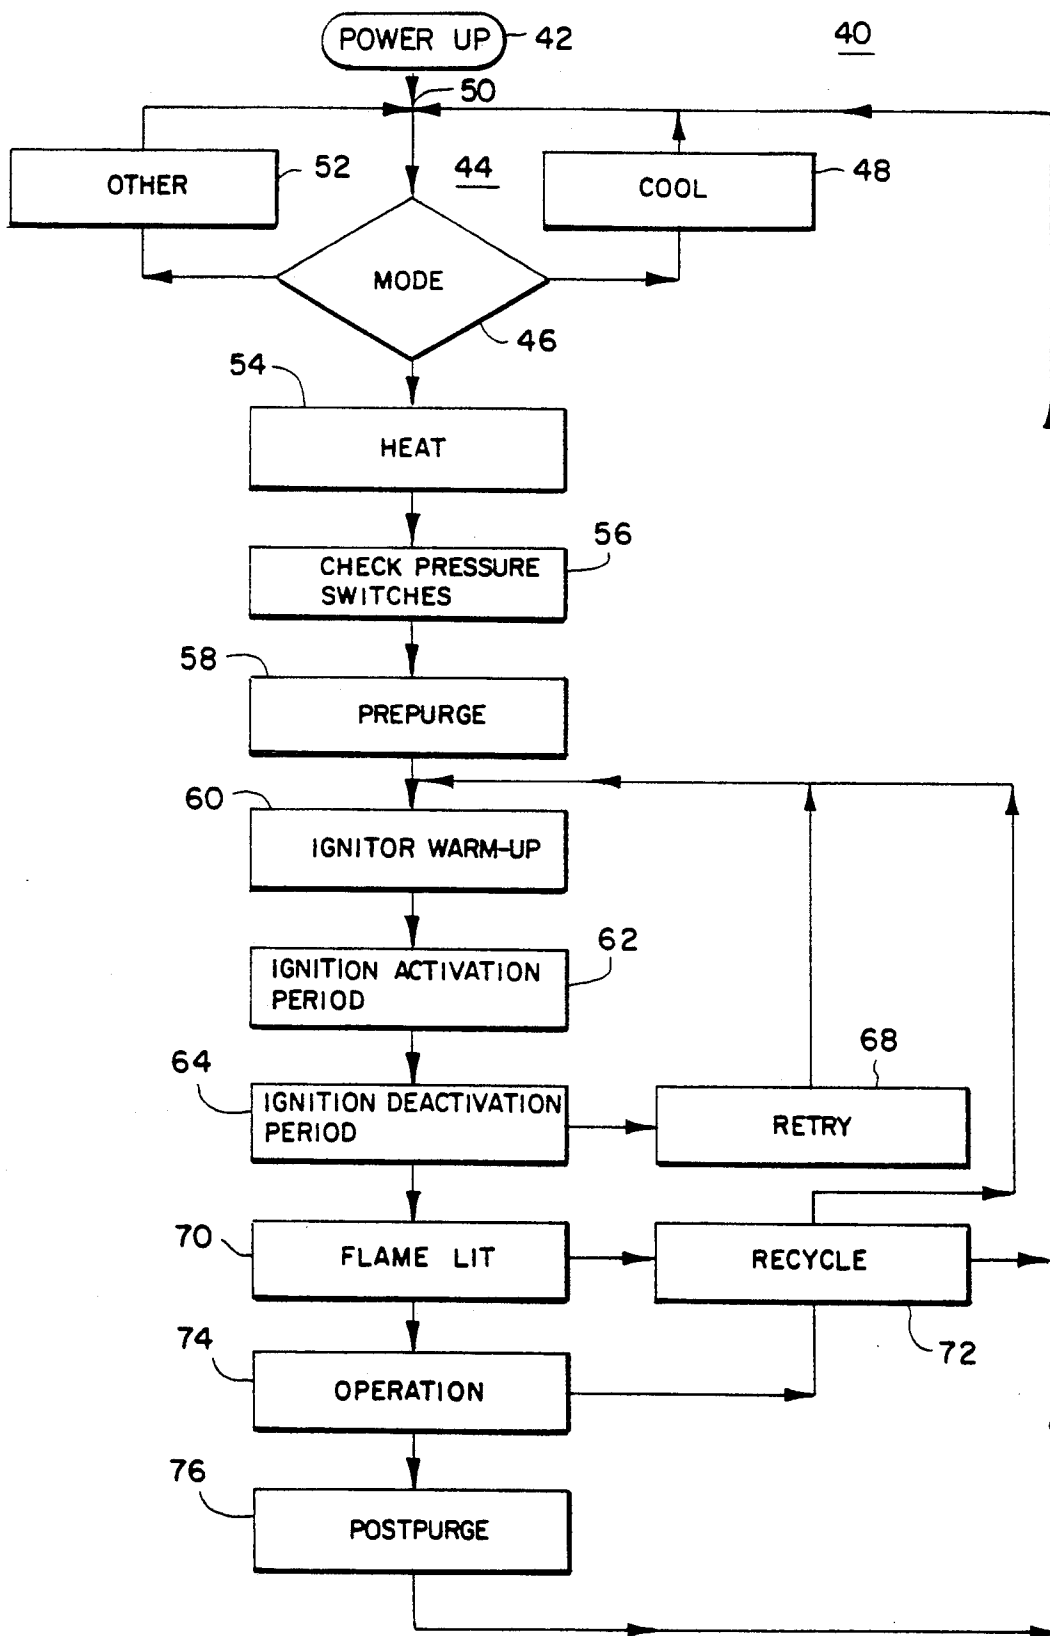 POWER UP 42
40
50
OTHER 52
44
COOL 48
MODE
46
54
HEAT
56
CHECK PRESSURE
SWITCHES
58
PREPURGE
60
IGNITOR WARM-UP
62
IGNITION ACTIVATION
PERIOD
64
68
IGNITION DEACTIVATION
PERIOD
RETRY
70
FLAME LIT
RECYCLE
72
74
OPERATION
76
POSTPURGE